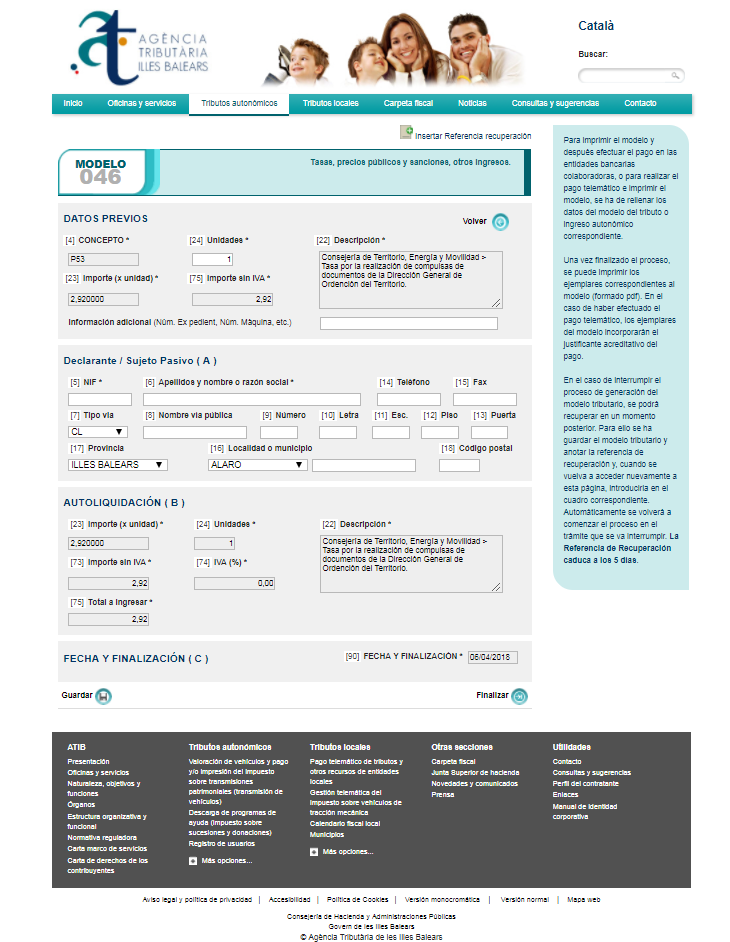 AGÈNCIA
TRIBUTÀRIA
ILLES BALEARS
Català
Buscar:
Inicio
Oficinas y servicios
Tributos autonómicos
Tributos locales
Carpeta fiscal
Noticias
Consultas y sugerencias
Contacto
Insertar Referencia recuperación
MODELO
046
Tasas, precios públicos y sanciones, otros ingresos.
DATOS PREVIOS
Volver
[4] CONCEPTO *
[24] Unidades *
[22] Descripción *
P53
1
Consejería de Territorio, Energía y Movilidad >
Tasa por la realización de compulsas de
documentos de la Dirección General de
Ordención del Territorio.
[23] Importe (x unidad) *
[75] Importe sin IVA *
2,920000
2,92
Información adicional (Núm. Expedient, Núm. Màquina, etc.)
Declarante / Sujeto Pasivo ( A )
[5] NIF *
[6] Apellidos y nombre o razón social *
[14] Teléfono
[15] Fax
[7] Tipo via
[8] Nombre via pública
[9] Número
[10] Letra
[11] Esc.
[12] Piso
[13] Puerta
CL
[17] Provincia
[16] Localidad o municipio
[18] Código postal
ILLES BALEARS
ALARO
AUTOLIQUIDACIÓN ( B )
[23] Importe (x unidad) *
[24] Unidades *
[22] Descripción *
2,920000
1
Consejería de Territorio, Energía y Movilidad >
Tasa por la realización de compulsas de
documentos de la Dirección General de
Ordención del Territorio.
[73] Importe sin IVA *
[74] IVA (%) *
2,92
0,00
[75] Total a ingresar *
2,92
FECHA Y FINALIZACIÓN ( C )
[90] FECHA Y FINALIZACIÓN *
06/04/2018
Guardar
Finalizar
Para imprimir el modelo y
después efectuar el pago en las
entidades bancarias
colaboradoras, o para realizar el
pago telemático e imprimir el
modelo, se ha de rellenar los
datos del modelo del tributo o
ingreso autonómico
correspondiente.
Una vez finalizado el proceso,
se puede imprimir los
ejemplares correspondientes al
modelo (formado pdf). En el
caso de haber efectuado el
pago telemático, los ejemplares
del modelo incorporarán el
justificante acreditativo del
pago.
En el caso de interrumpir el
proceso de generación del
modelo tributario, se podrá
recuperar en un momento
posterior. Para ello se ha
guardar el modelo tributario y
anotar la referencia de
recuperación y, cuando se
vuelva a acceder nuevamente a
esta página, introducirla en el
cuadro correspondiente.
Automáticamente se volverá a
comenzar el proceso en el
trámite que se va interrumpir. La
Referencia de Recuperación
caduca a los 5 días.
ATIB
Presentación
Oficinas y servicios
Naturaleza, objetivos y
funciones
Órganos
Estructura organizativa y
funcional
Normativa reguladora
Carta marco de servicios
Carta de derechos de los
contribuyentes
Tributos autonómicos
Valoración de vehículos y pago
y/o impresión del impuesto
sobre transmisiones
patrimoniales (transmisión de
vehículos)
Descarga de programas de
ayuda (impuesto sobre
sucesiones y donaciones)
Registro de usuarios
Más opciones...
Tributos locales
Pago telemático de tributos y
otros recursos de entidades
locales
Gestión telemática del
impuesto sobre vehículos de
tracción mecánica
Calendario fiscal local
Municipios
Más opciones...
Otras secciones
Carpeta fiscal
Junta Superior de hacienda
Novedades y comunicados
Prensa
Utilidades
Contacto
Consultas y sugerencias
Perfil del contratante
Enlaces
Manual de identidad
corporativa
Aviso legal y política de privacidad | Accesibilidad | Política de Cookies | Versión monocromática | Versión normal | Mapa web
Consejería de Hacienda y Administraciones Públicas
Govern de les Illes Balears
© Agència Tributària de les Illes Balears